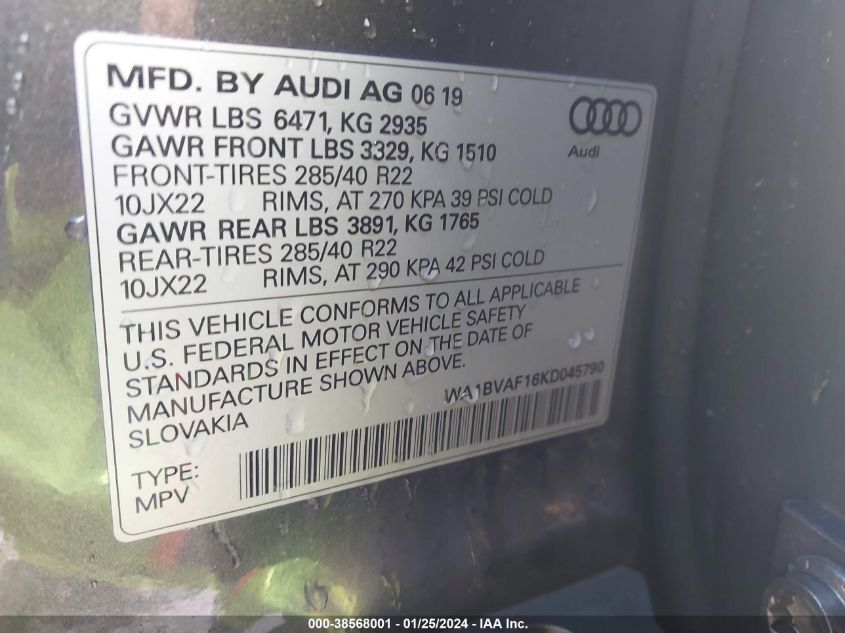 MFD. BY AUDI AG 06 19
GVWR LBS 6471, KG 2935
GAWR FRONT LBS 3329, KG 1510
FRONT-TIRES 285/40 R22
10JX22 RIMS, AT 270 KPA 39 PSI COLD
GAWR REAR LBS 3891, KG 1765
REAR-TIRES 285/40 R22
10JX22 RIMS, AT 290 KPA 42 PSI COLD
Audi
THIS VEHICLE CONFORMS TO ALL APPLICABLE
U.S. FEDERAL MOTOR VEHICLE SAFETY
STANDARDS IN EFFECT ON THE DATE OF
MANUFACTURE SHOWN ABOVE.
SLOVAKIA
WA1BVAF16KD045790
TYPE:
MPV
000-38568001 - 01/25/2024 - IAA Inc.